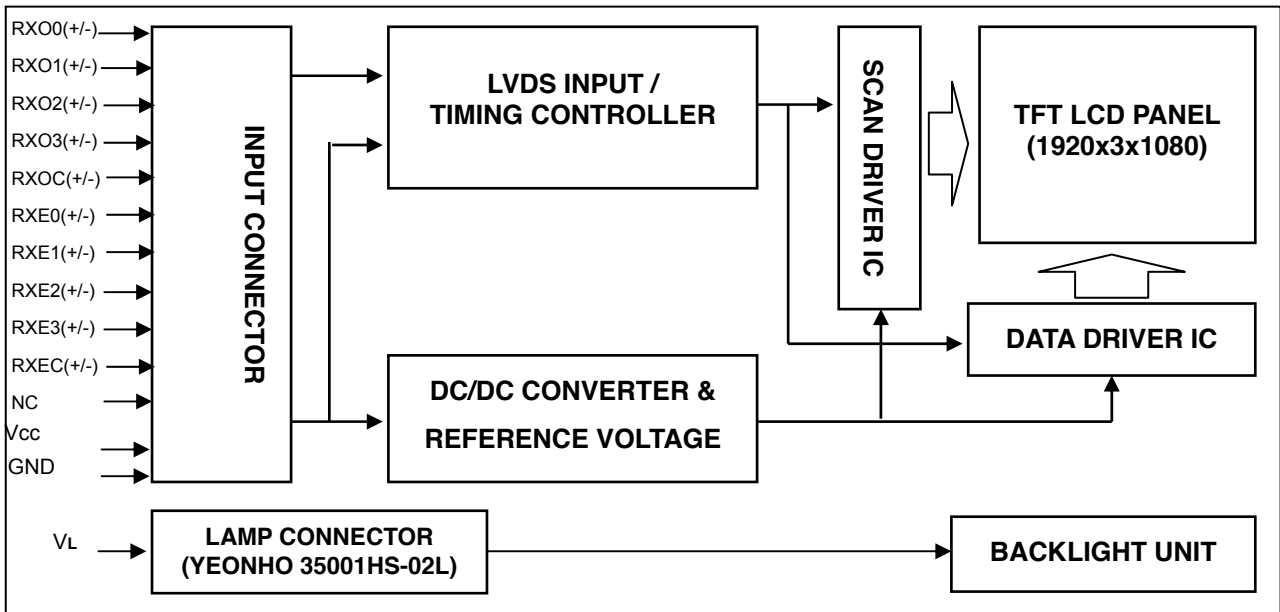 RXO0(+/-)
RXO1(+/-)
RXO2(+/-)
RXO3(+/-)
RXOC(+/-)
RXE0(+/-)
RXE1(+/-)
RXE2(+/-)
RXE3(+/-)
RXEC(+/-)
NC
Vcc
GND
VL
INPUT CONNECTOR
LVDS INPUT /
TIMING CONTROLLER
DC/DC CONVERTER &
REFERENCE VOLTAGE
SCAN DRIVER IC
TFT LCD PANEL
(1920x3x1080)
DATA DRIVER IC
LAMP CONNECTOR
(YEONHO 35001HS-02L)
BACKLIGHT UNIT